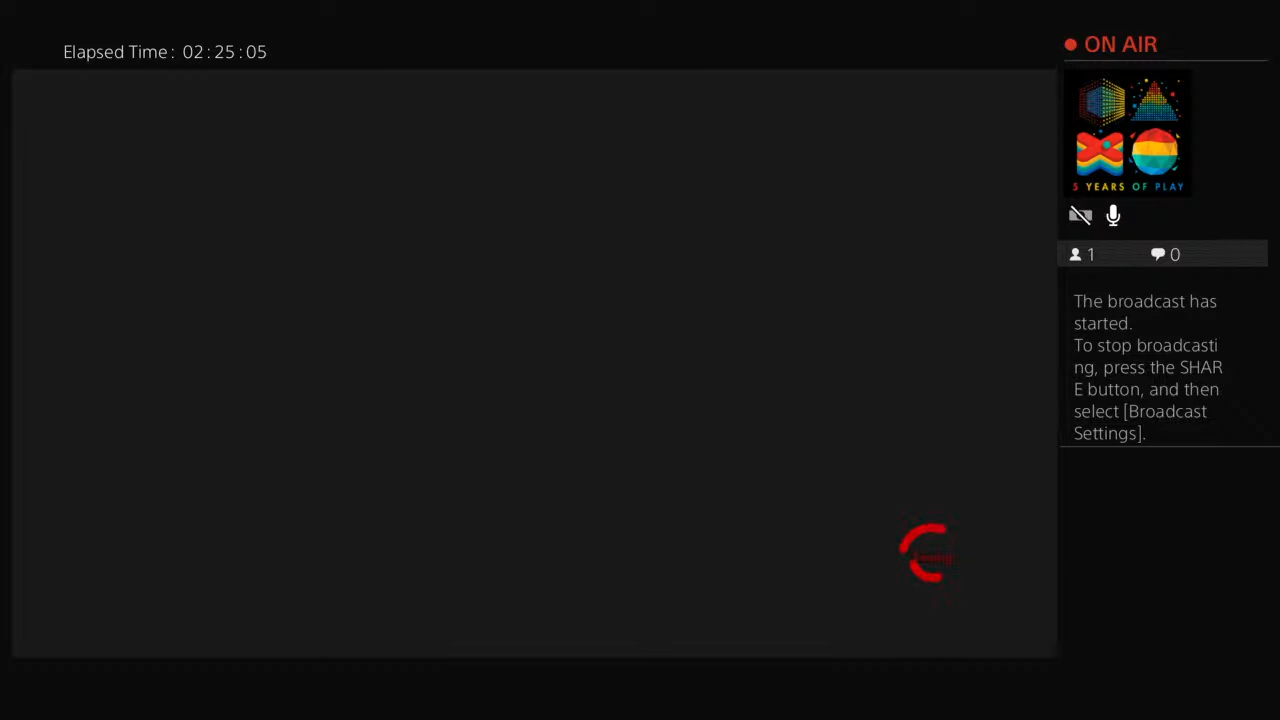 Elapsed Time: 02:25:05
ON AIR
5 YEARS OF PLAY
1
0
The broadcast has
started.
To stop broadcasti
ng, press the SHAR
E button, and then
select [Broadcast
Settings].